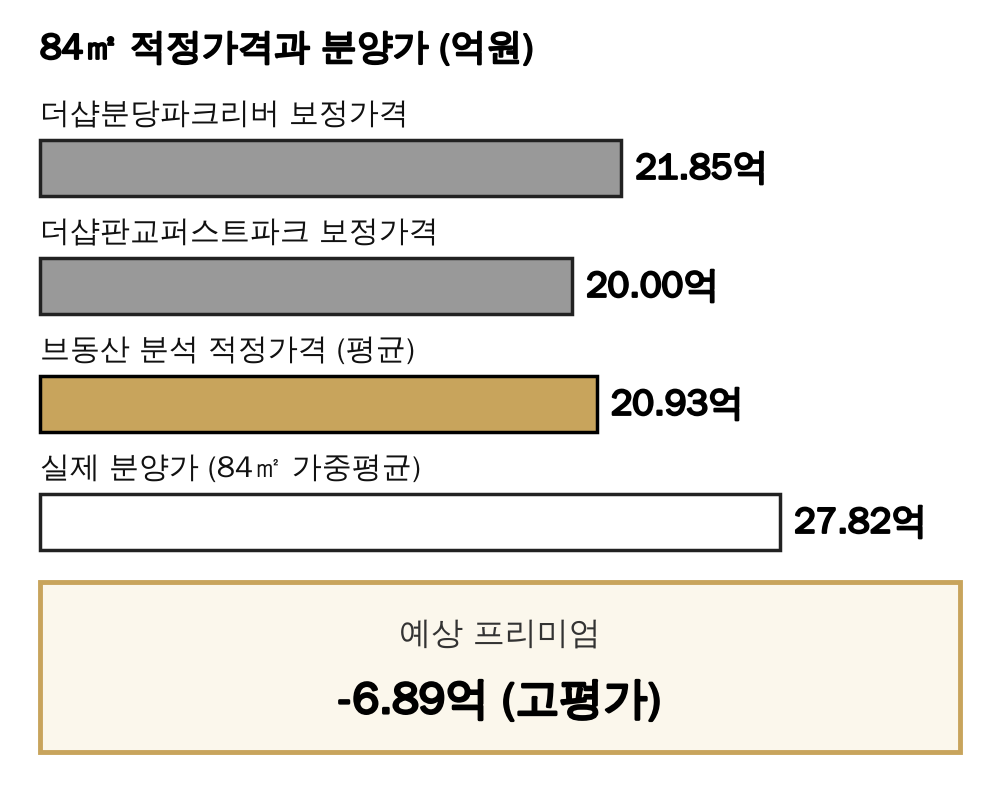 84㎡ 적정가격과 분양가 (억원)
더샵분당파크리버 보정가격
21.85억
더샵판교퍼스트파크 보정가격
20.00억
브동산 분석 적정가격 (평균)
20.93억
실제 분양가 (84㎡ 가중평균)
27.82억
예상 프리미엄
-6.89억 (고평가)